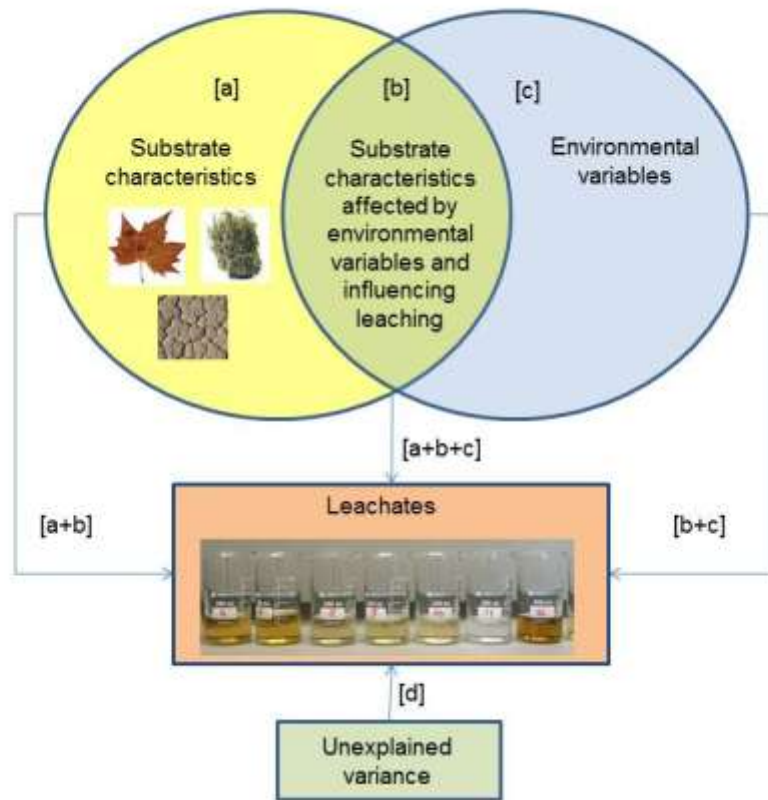 [a]
[b]
[c]
Substrate
characteristics
Substrate
characteristics
affected by
environmental
variables and
influencing
leaching
Environmental
variables
[a+b+c]
[a+b]
[b+c]
Leachates
[d]
Unexplained
variance